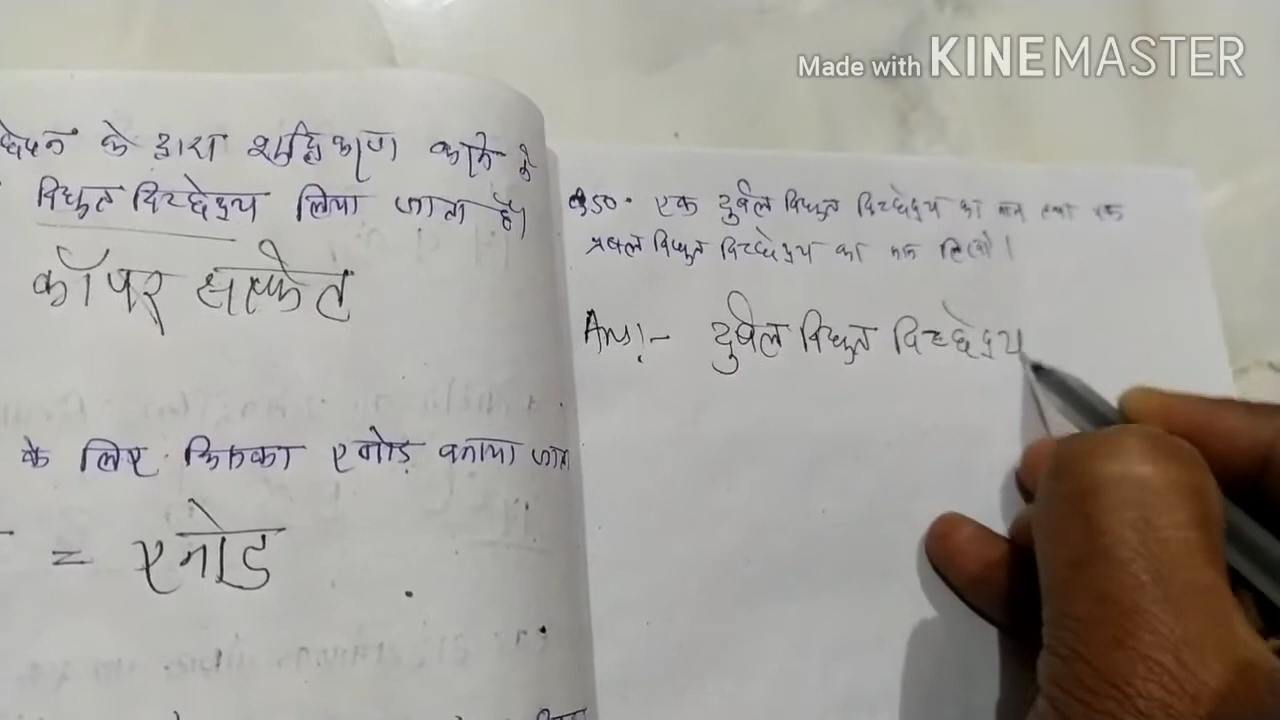 Made with KINEMASTER
के द्वारा शुद्धिकरण करने के
विद्युत विच्छेद्य लिया जाता है।
कॉपर सल्फेट
के लिए किसका एनोड बनाया जाता
= एनोड
Q50. एक दुर्बल विद्युत विच्छेद्य का नाम तथा एक
प्रबल विद्युत विच्छेद्य का नाम लिखो।
Ans:- दुर्बल विद्युत विच्छेद्य